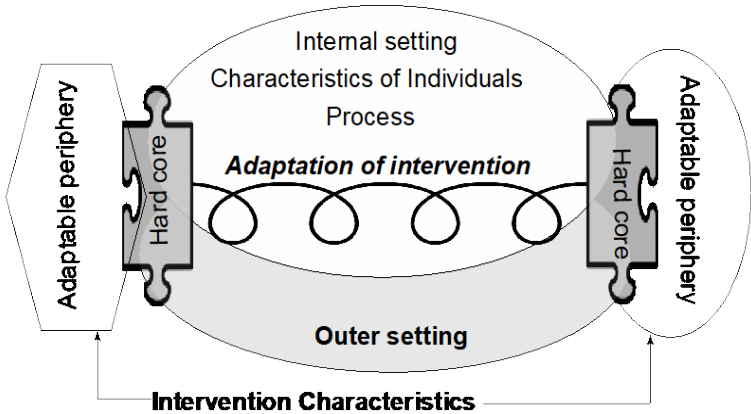 Internal setting
Characteristics of Individuals
Process
Adaptation of intervention
Adaptable periphery
Hard core
Hard core
Adaptable periphery
Outer setting
Intervention Characteristics